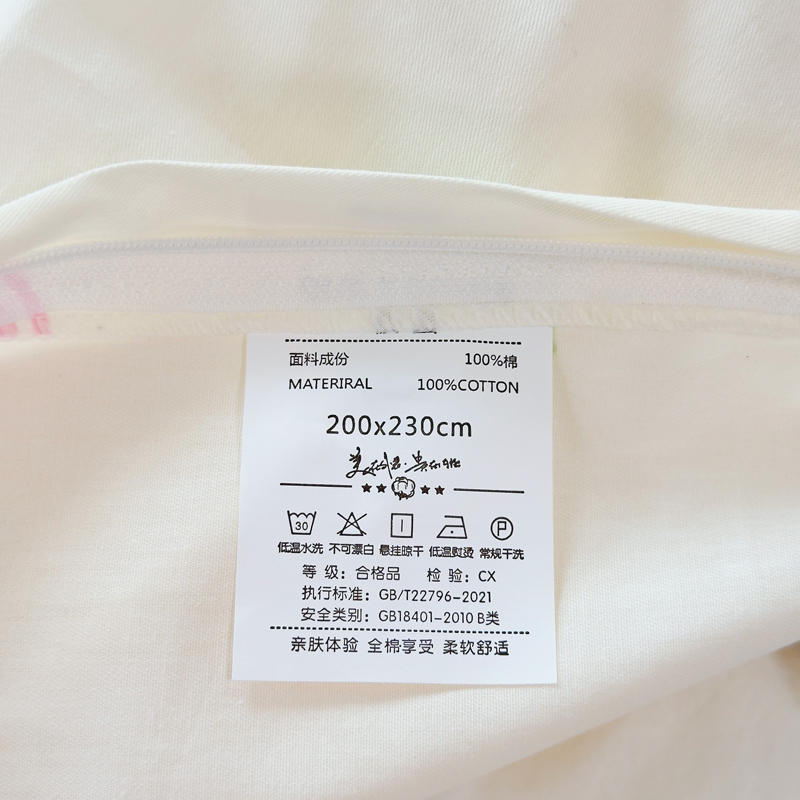 面料成份 100%棉
MATERIRAL 100%COTTON
200x230cm
30 P
低温水洗 不可漂白 悬挂晾干 低温熨烫 常规干洗
等 级：合格品 检 验：CX
执行标准：GB/T22796-2021
安全类别：GB18401-2010 B类
亲肤体验 全棉享受 柔软舒适